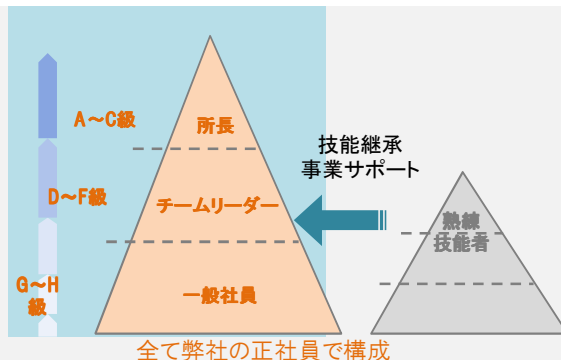 A～C級
所長
技能継承
事業サポート
D～F級
チームリーダー
熟練
技能者
G～H
級
一般社員
全て弊社の正社員で構成